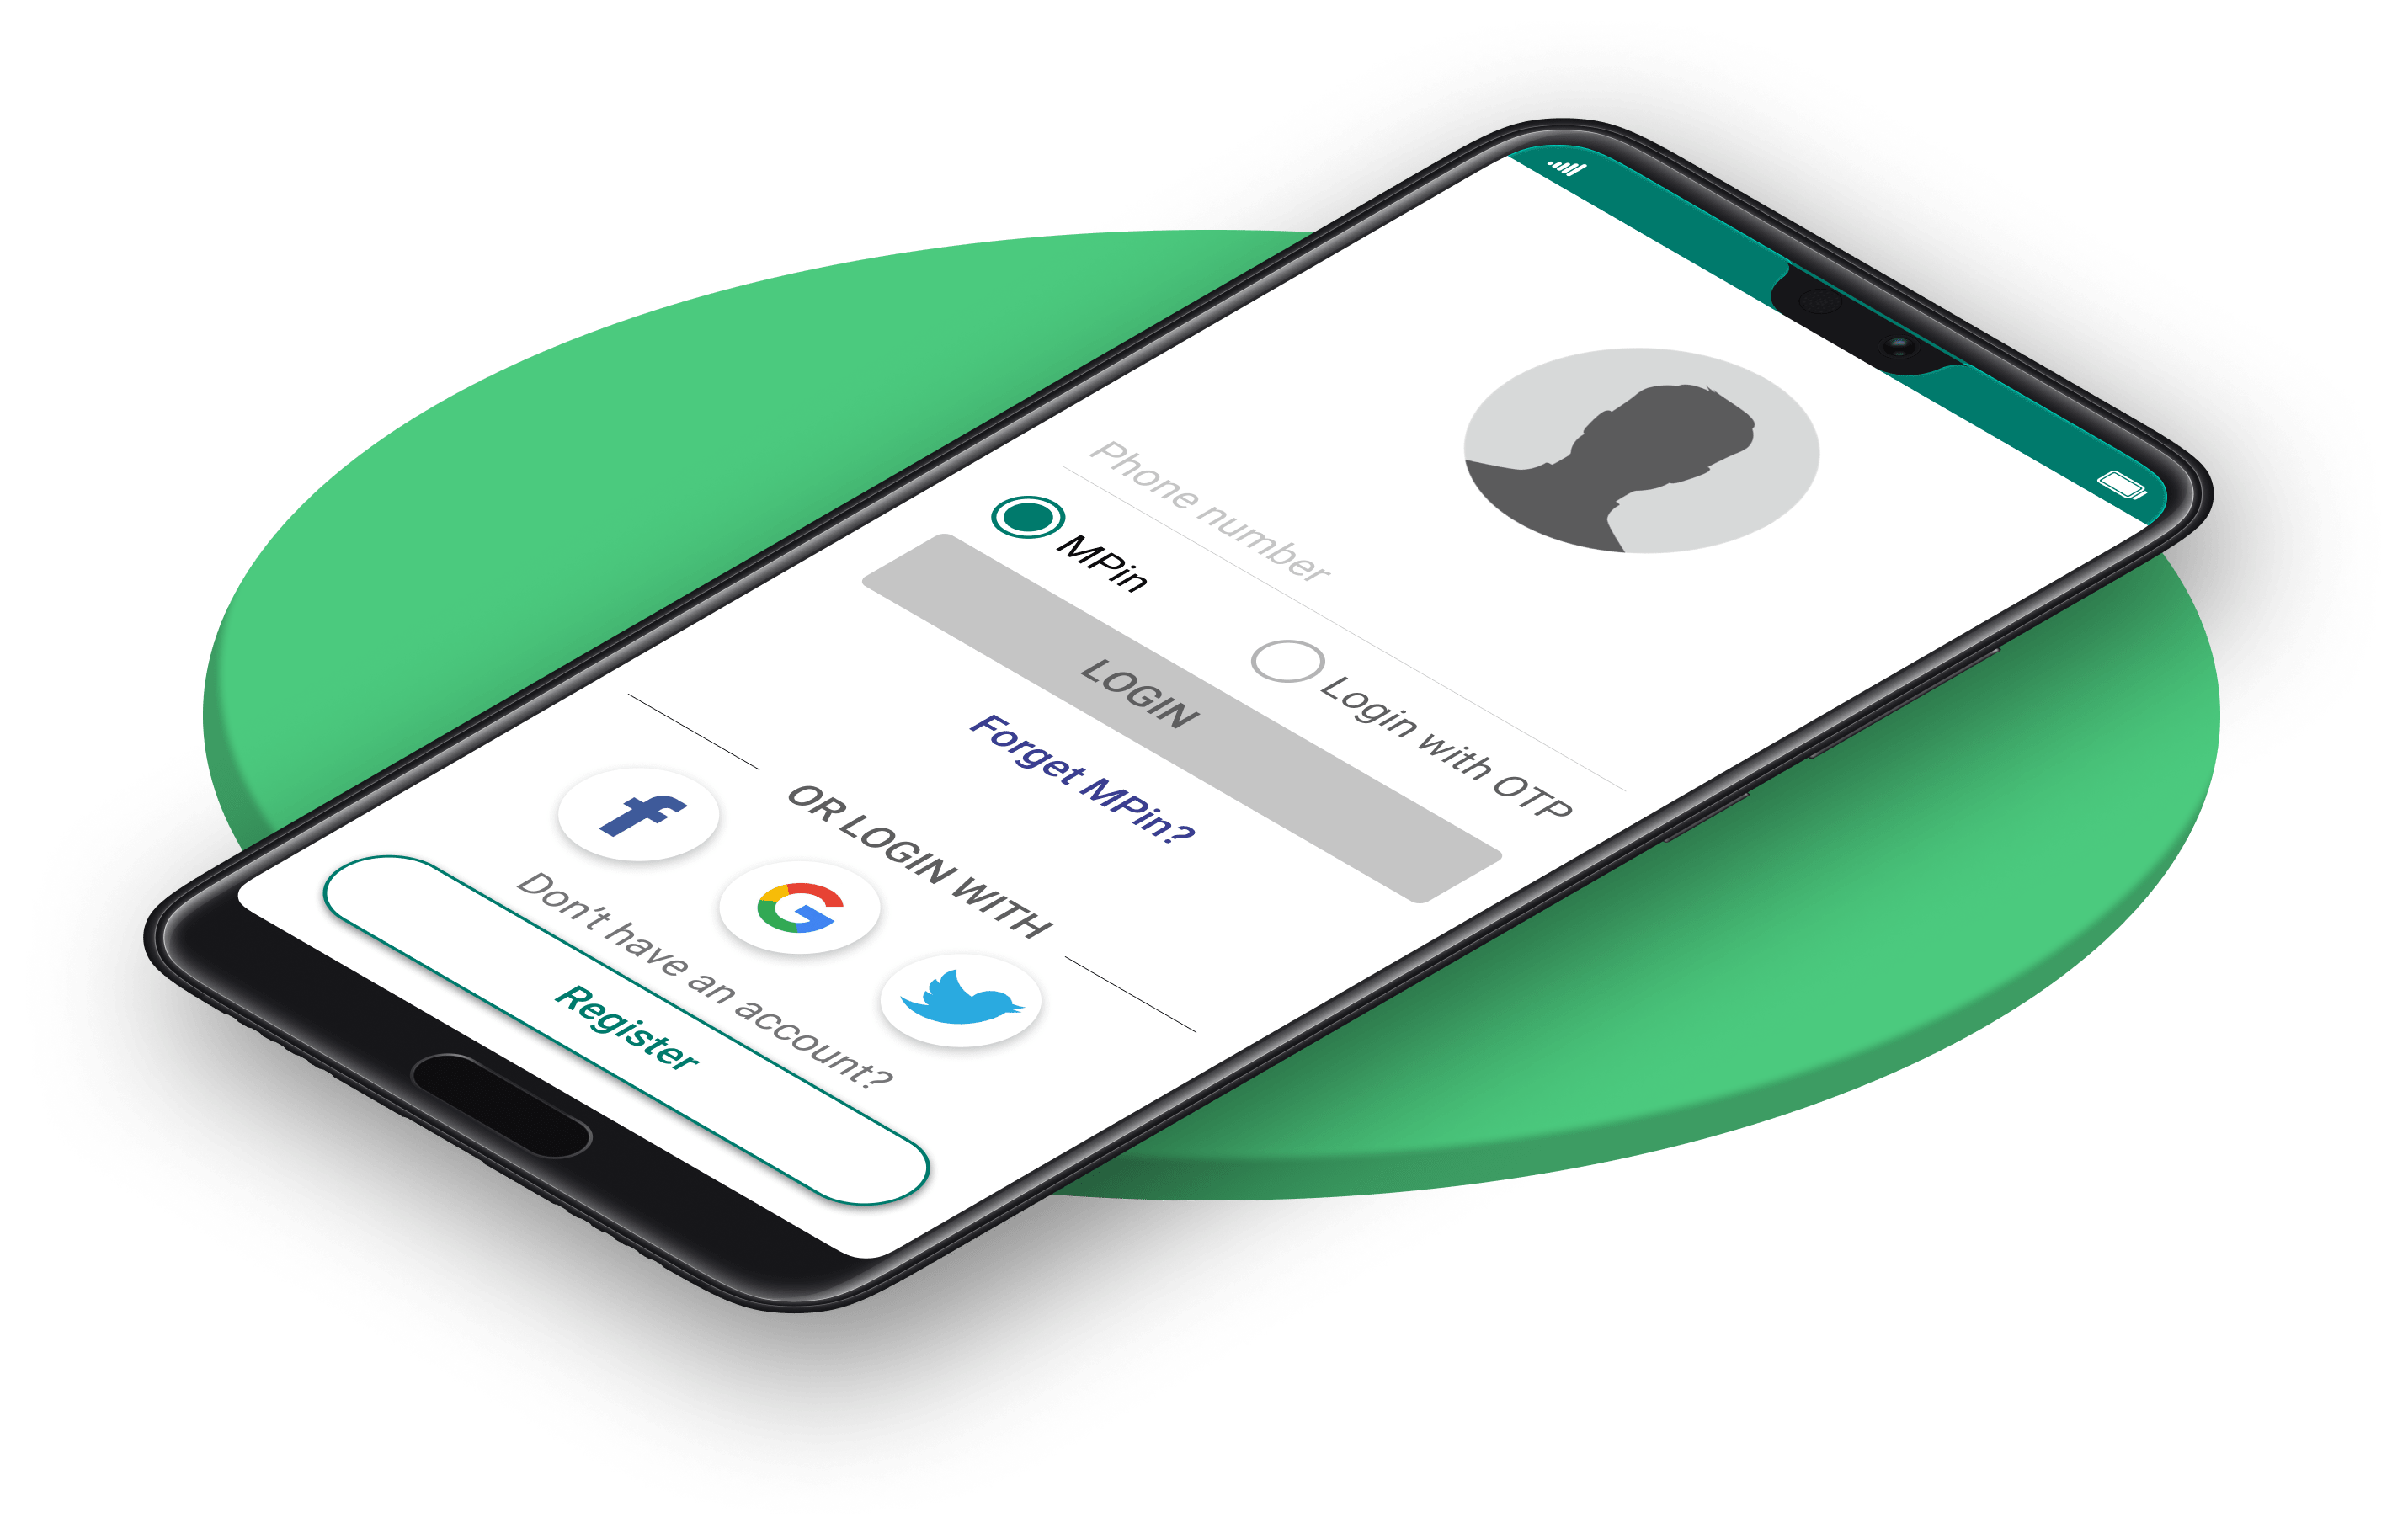 Phone number
MPin
Login with OTP
LOGIN
Forget MPin?
OR LOGIN WITH
Don't have an account?
Register